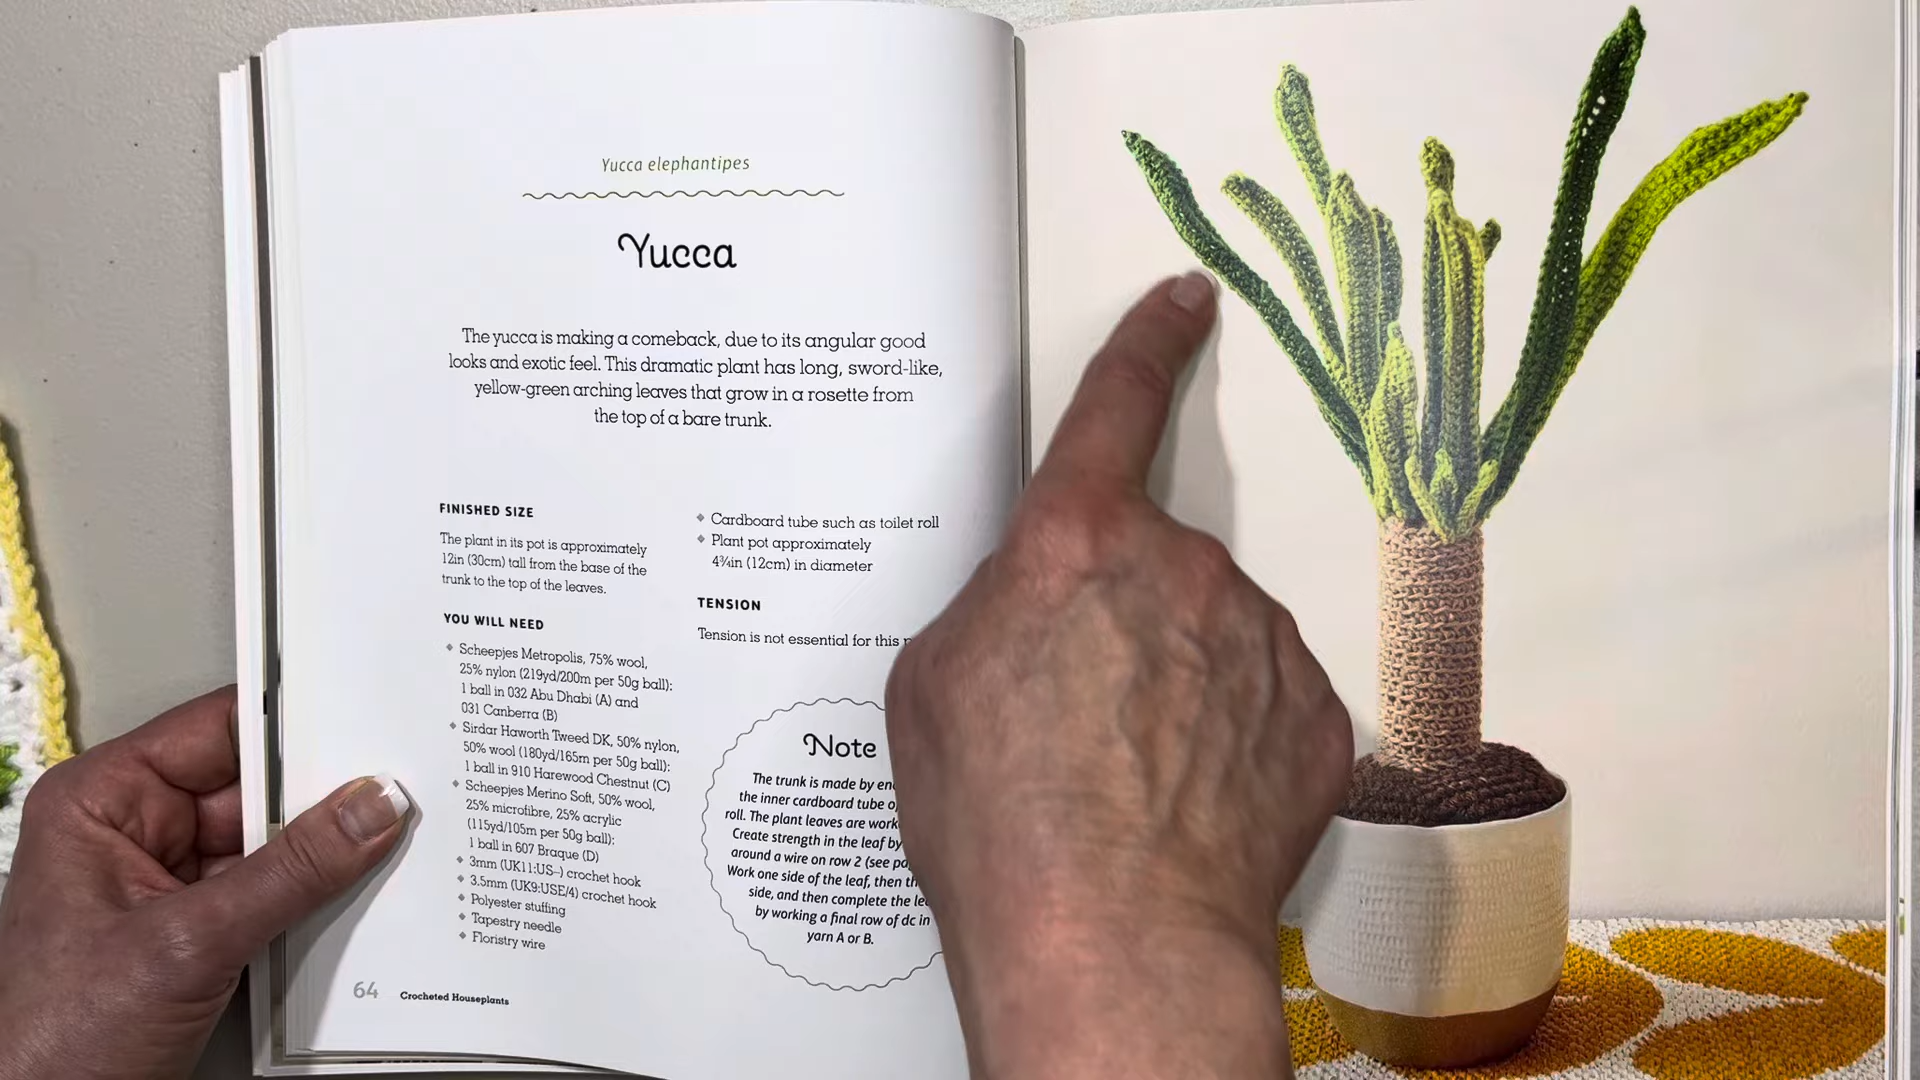 Yucca elephantipes
Yucca
The yucca is making a comeback, due to its angular good
looks and exotic feel. This dramatic plant has long, sword-like,
yellow-green arching leaves that grow in a rosette from
the top of a bare trunk.
FINISHED SIZE
The plant in its pot is approximately
12in (30cm) tall from the base of the
trunk to the top of the leaves.
YOU WILL NEED
Scheepjes Metropolis, 75% wool,
25% nylon (219yd/200m per 50g ball):
1 ball in 032 Abu Dhabi (A) and
031 Canberra (B)
Sirdar Haworth Tweed DK, 50% nylon,
50% wool (180yd/165m per 50g ball):
1 ball in 910 Harewood Chestnut (C)
Scheepjes Merino Soft, 50% wool,
25% microfibre, 25% acrylic
(115yd/105m per 50g ball):
1 ball in 607 Braque (D)
3mm (UK11:US–) crochet hook
3.5mm (UK9:USE/4) crochet hook
Polyester stuffing
Tapestry needle
Floristry wire
Cardboard tube such as toilet roll
Plant pot approximately
4¾in (12cm) in diameter
TENSION
Tension is not essential for this
Note
The trunk is made by
the inner cardboard tube
roll. The plant leaves are
Create strength in the leaf by
around a wire on row 2 (see
Work one side of the leaf, then
side, and then complete the
by working a final row of dc in
yarn A or B.
64 Crocheted Houseplants